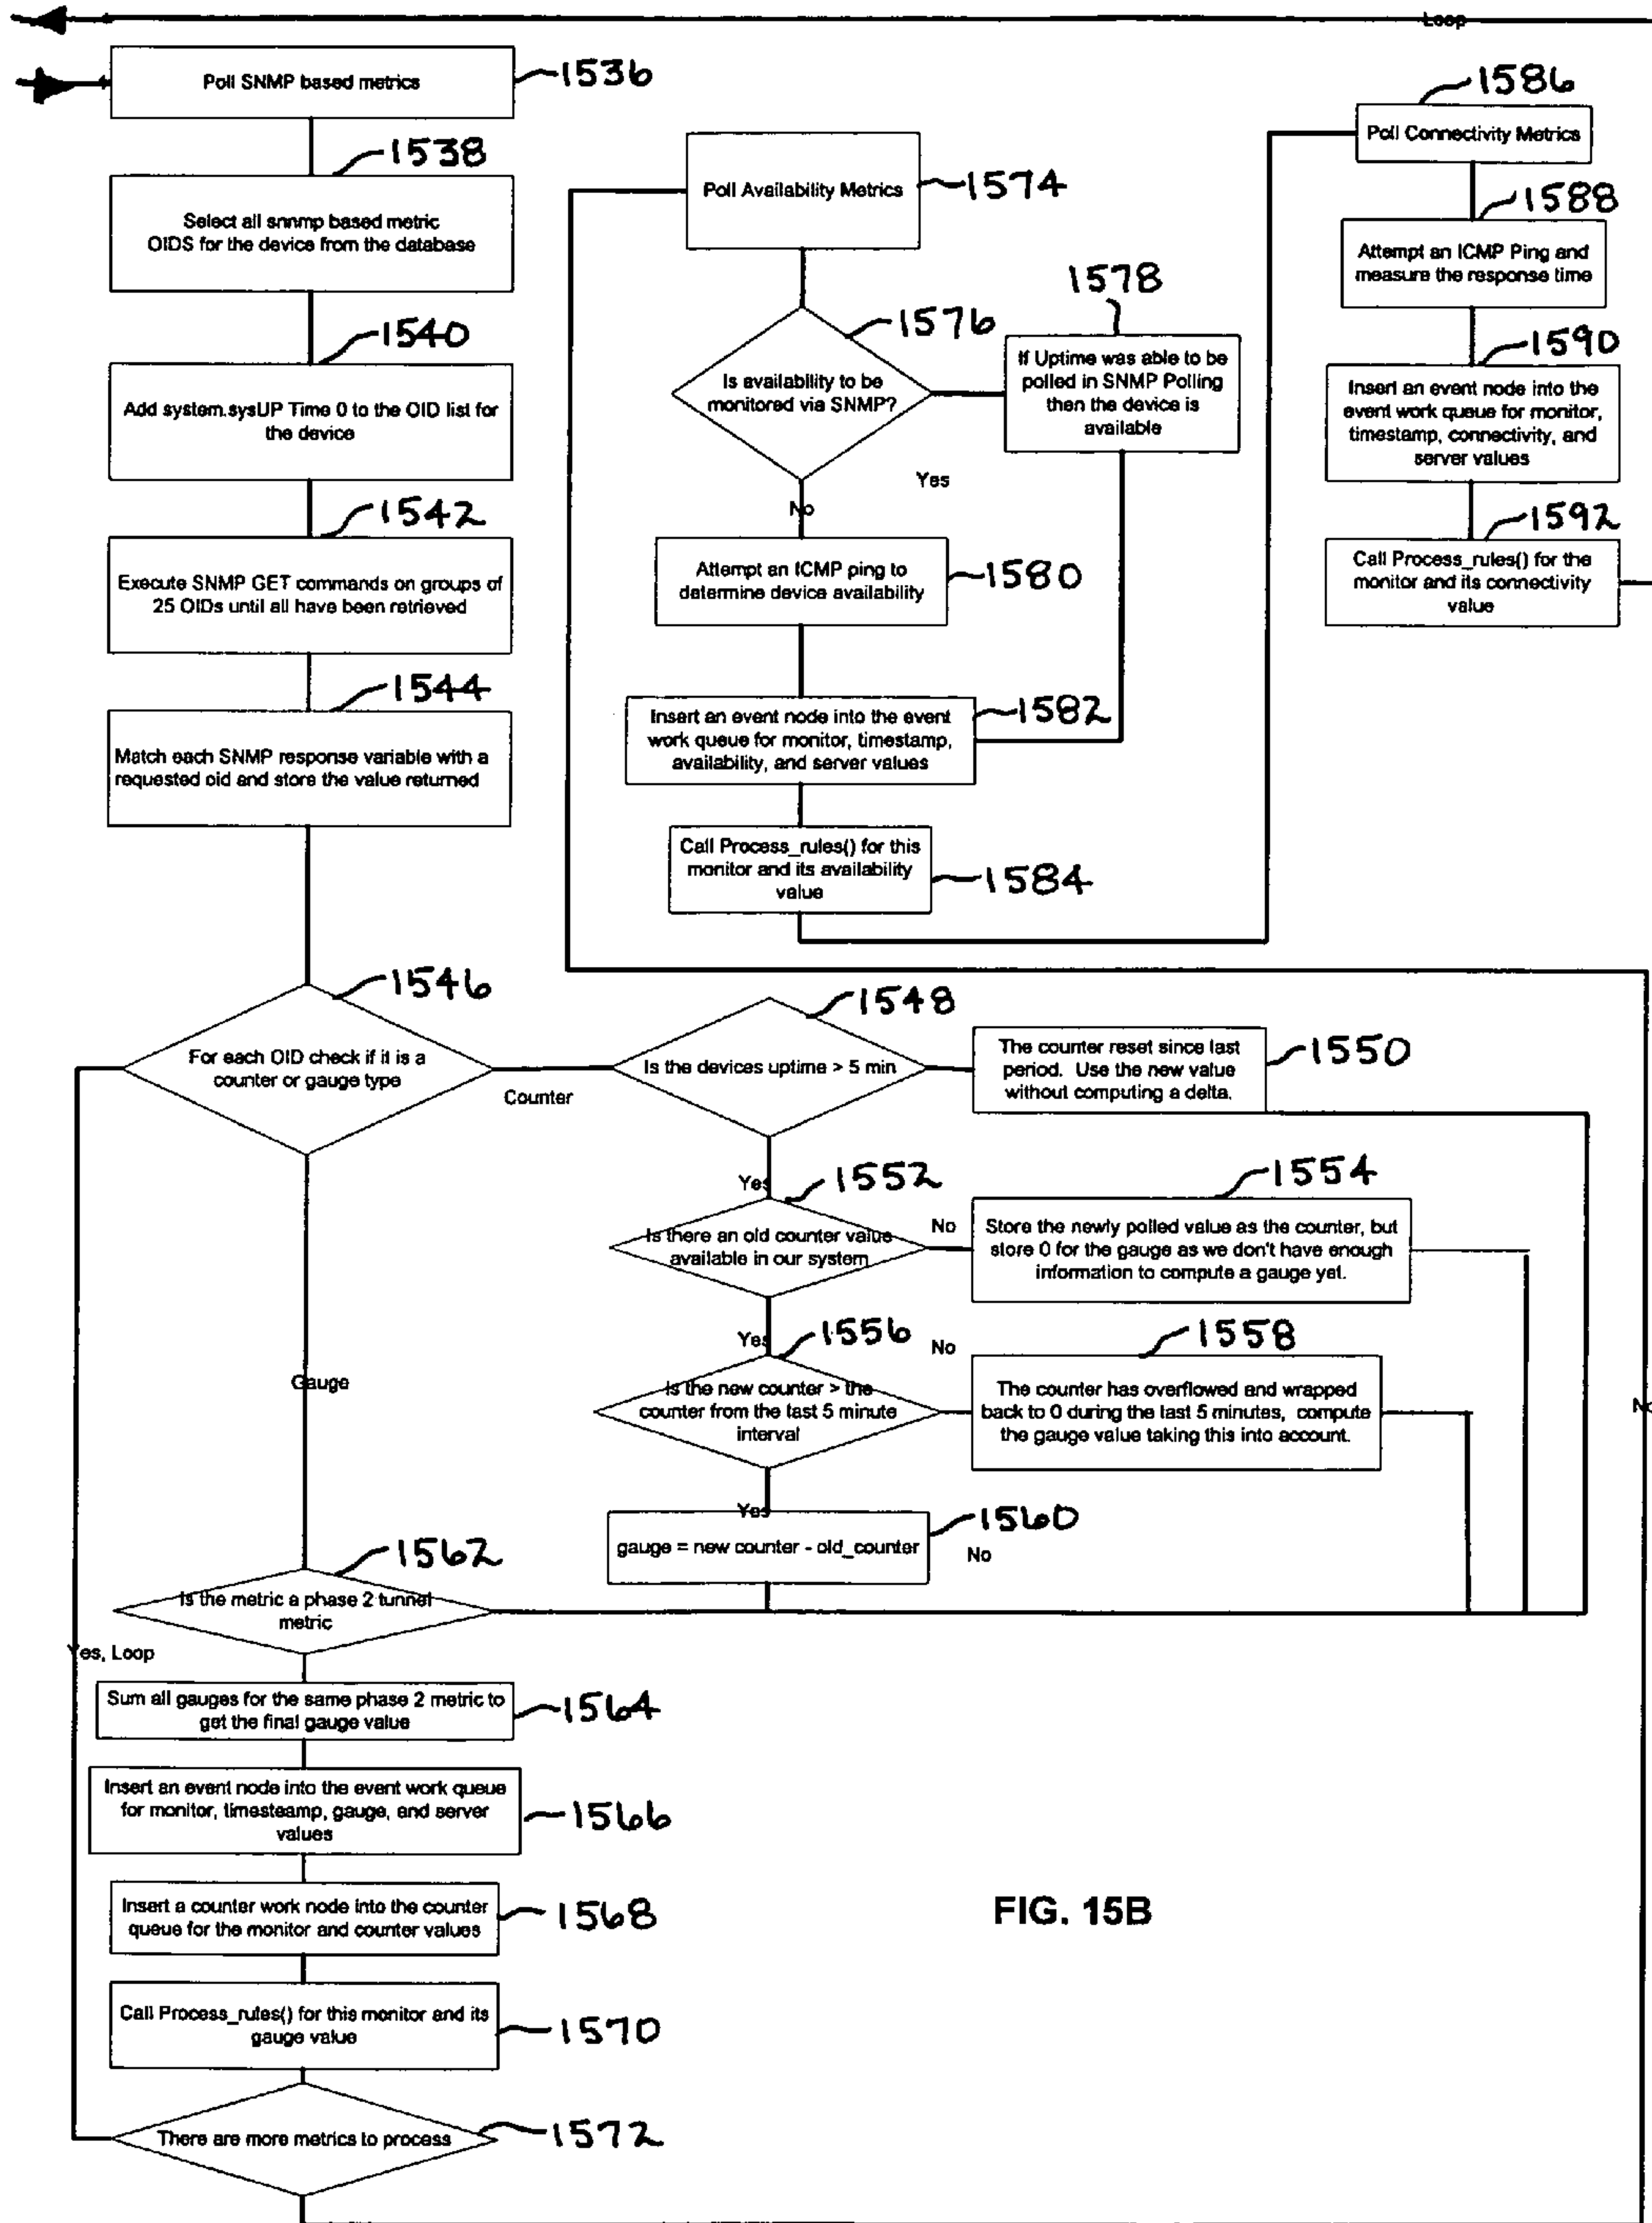 Loop
Poll SNMP based metrics
1536
1538
Select all snnmp based metric
OIDS for the device from the database
1540
Add system.sysUP Time 0 to the OID list for
the device
1542
Execute SNMP GET commands on groups of
25 OIDs until all have been retrieved
1544
Match each SNMP response variable with a
requested oid and store the value returned
Poll Availability Metrics
1574
1576
Is availability to be
monitored via SNMP?
1578
If Uptime was able to be
polled in SNMP Polling
then the device is
available
Yes
No
Attempt an ICMP ping to
determine device availability
1580
Insert an event node into the event
work queue for monitor, timestamp,
availability, and server values
1582
Call Process_rules() for this
monitor and its availability
value
1584
1586
Poll Connectivity Metrics
1588
Attempt an ICMP Ping and
measure the response time
1590
Insert an event node into the
event work queue for monitor,
timestamp, connectivity, and
server values
1592
Call Process_rules() for the
monitor and its connectivity
value
1546
For each OID check if it is a
counter or gauge type
Counter
1548
Is the devices uptime > 5 min
The counter reset since last
period. Use the new value
without computing a delta.
1550
Yes
1552
Is there an old counter value
available in our system
No
1554
Store the newly polled value as the counter, but
store 0 for the gauge as we don't have enough
information to compute a gauge yet.
Yes
1556
Is the new counter > the
counter from the last 5 minute
interval
No
1558
The counter has overflowed and wrapped
back to 0 during the last 5 minutes, compute
the gauge value taking this into account.
No
Gauge
Yes
gauge = new counter - old_counter
1560
No
1562
Is the metric a phase 2 tunnel
metric
Yes, Loop
Sum all gauges for the same phase 2 metric to
get the final gauge value
1564
Insert an event node into the event work queue
for monitor, timesteamp, gauge, and server
values
1566
Insert a counter work node into the counter
queue for the monitor and counter values
1568
Call Process_rules() for this monitor and its
gauge value
1570
There are more metrics to process
1572
FIG. 15B